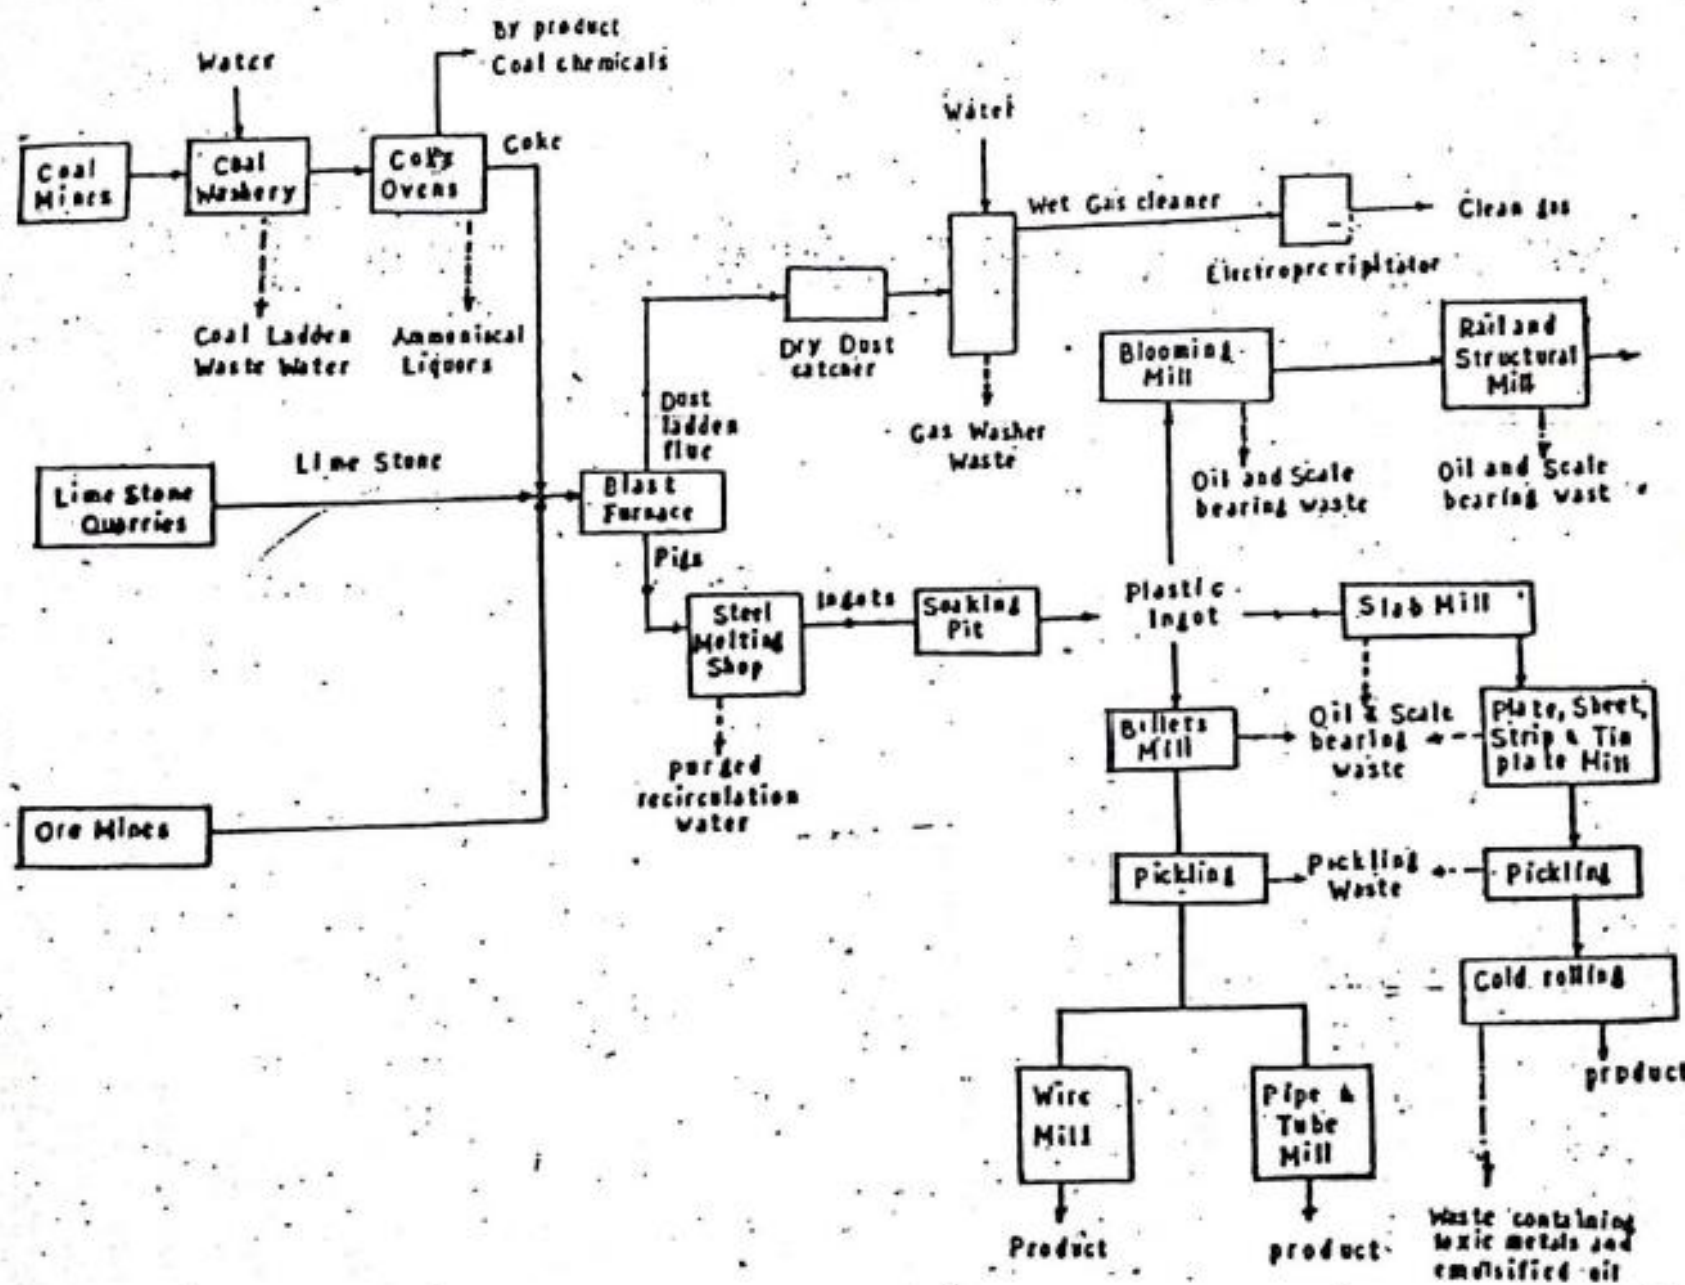 By product
Coal chemicals
Water
Coal
Mines
Coal
Washery
Coke
Ovens
Coke
Coal Ladden
Waste Water
Ammoniacal
Liquors
Water
Wet Gas cleaner
Clean gas
Electroprecipitator
Dry Dust
catcher
Gas Washer
Waste
Dust
ladden
flue
Blooming
Mill
Rail and
Structural
Mill
Oil and Scale
bearing waste
Oil and Scale
bearing wast
Lime Stone
Quarries
Lime Stone
Blast
Furnace
Pigs
Steel
Melting
Shop
Ingots
Soaking
Pit
Plastic
Ingot
Slab Mill
purged
recirculation
water
Billets
Mill
Oil & Scale
bearing
waste
Plate, Sheet,
Strip & Tin
plate Mill
Ore Mines
Pickling
Pickling
Waste
Pickling
Cold rolling
product
Wire
Mill
Pipe &
Tube
Mill
Product
product
Waste containing
toxic metals and
emulsified oil